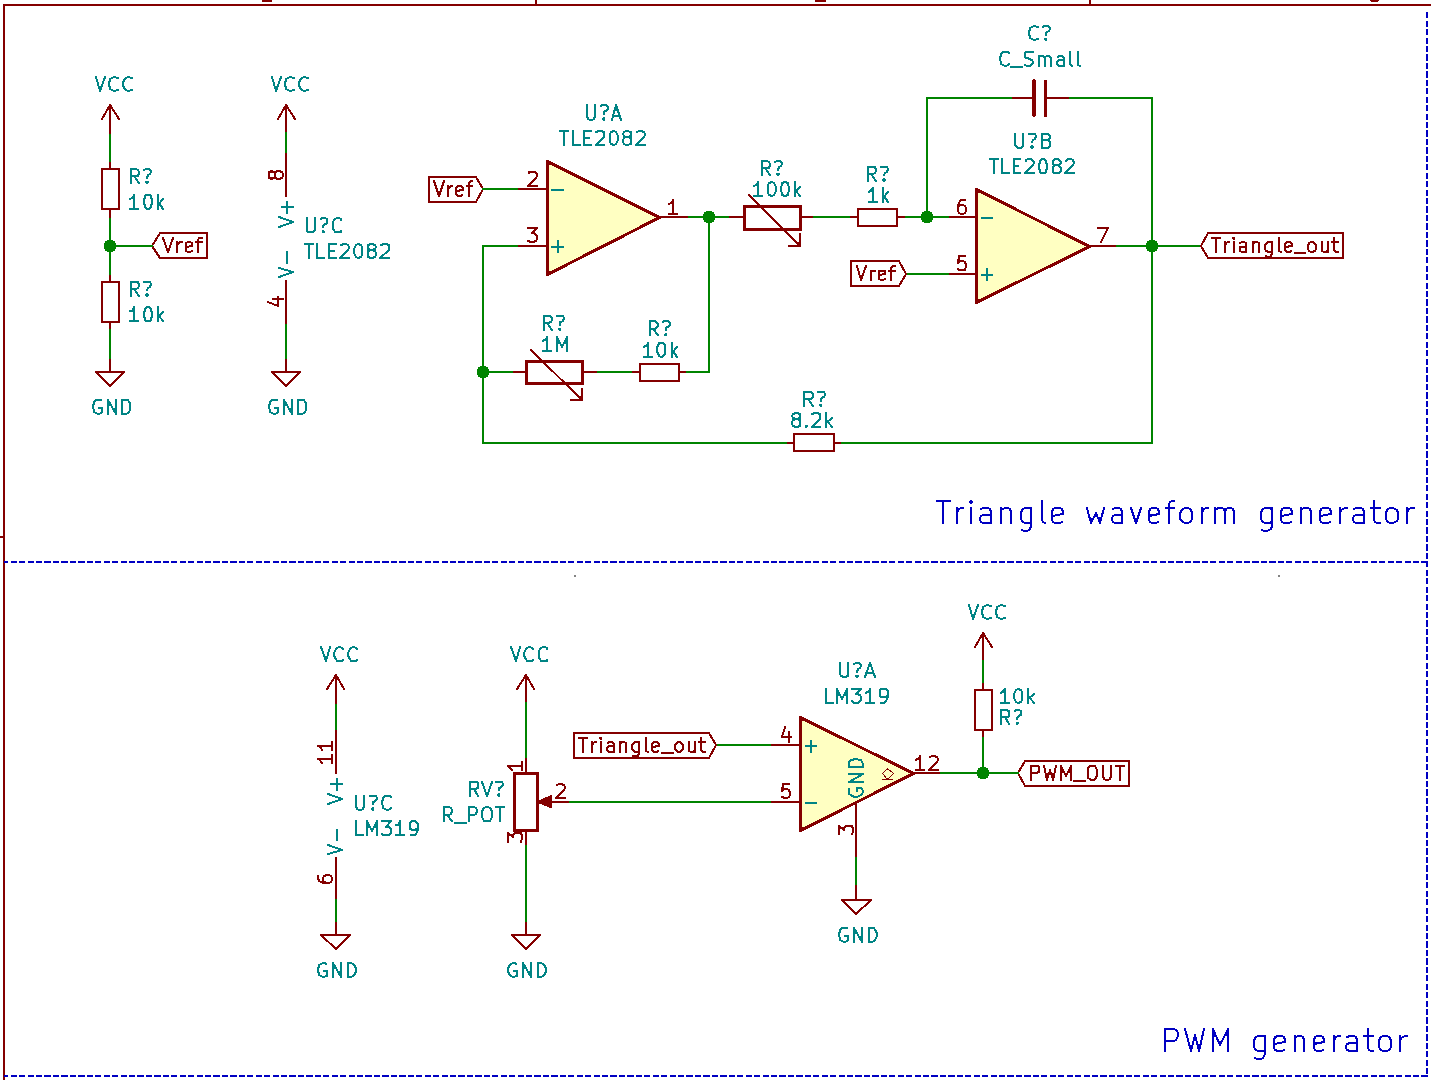 C?
C_Small
VCC
VCC
U?A
TLE2082
U?B
TLE2082
R?
10k
8
V+
U?C
TLE2082
V-
4
Vref
R?
10k
GND
GND
Vref
2
-
3
+
1
R?
100k
R?
1k
6
-
Vref
5
+
7
Triangle_out
R?
1M
R?
10k
R?
8.2k
Triangle waveform generator
VCC
VCC
VCC
U?A
LM319
10k
R?
11
V+
U?C
LM319
V-
6
GND
1
RV?
R_POT
2
3
GND
Triangle_out
4
+
5
-
GND
3
GND
12
PWM_OUT
PWM generator